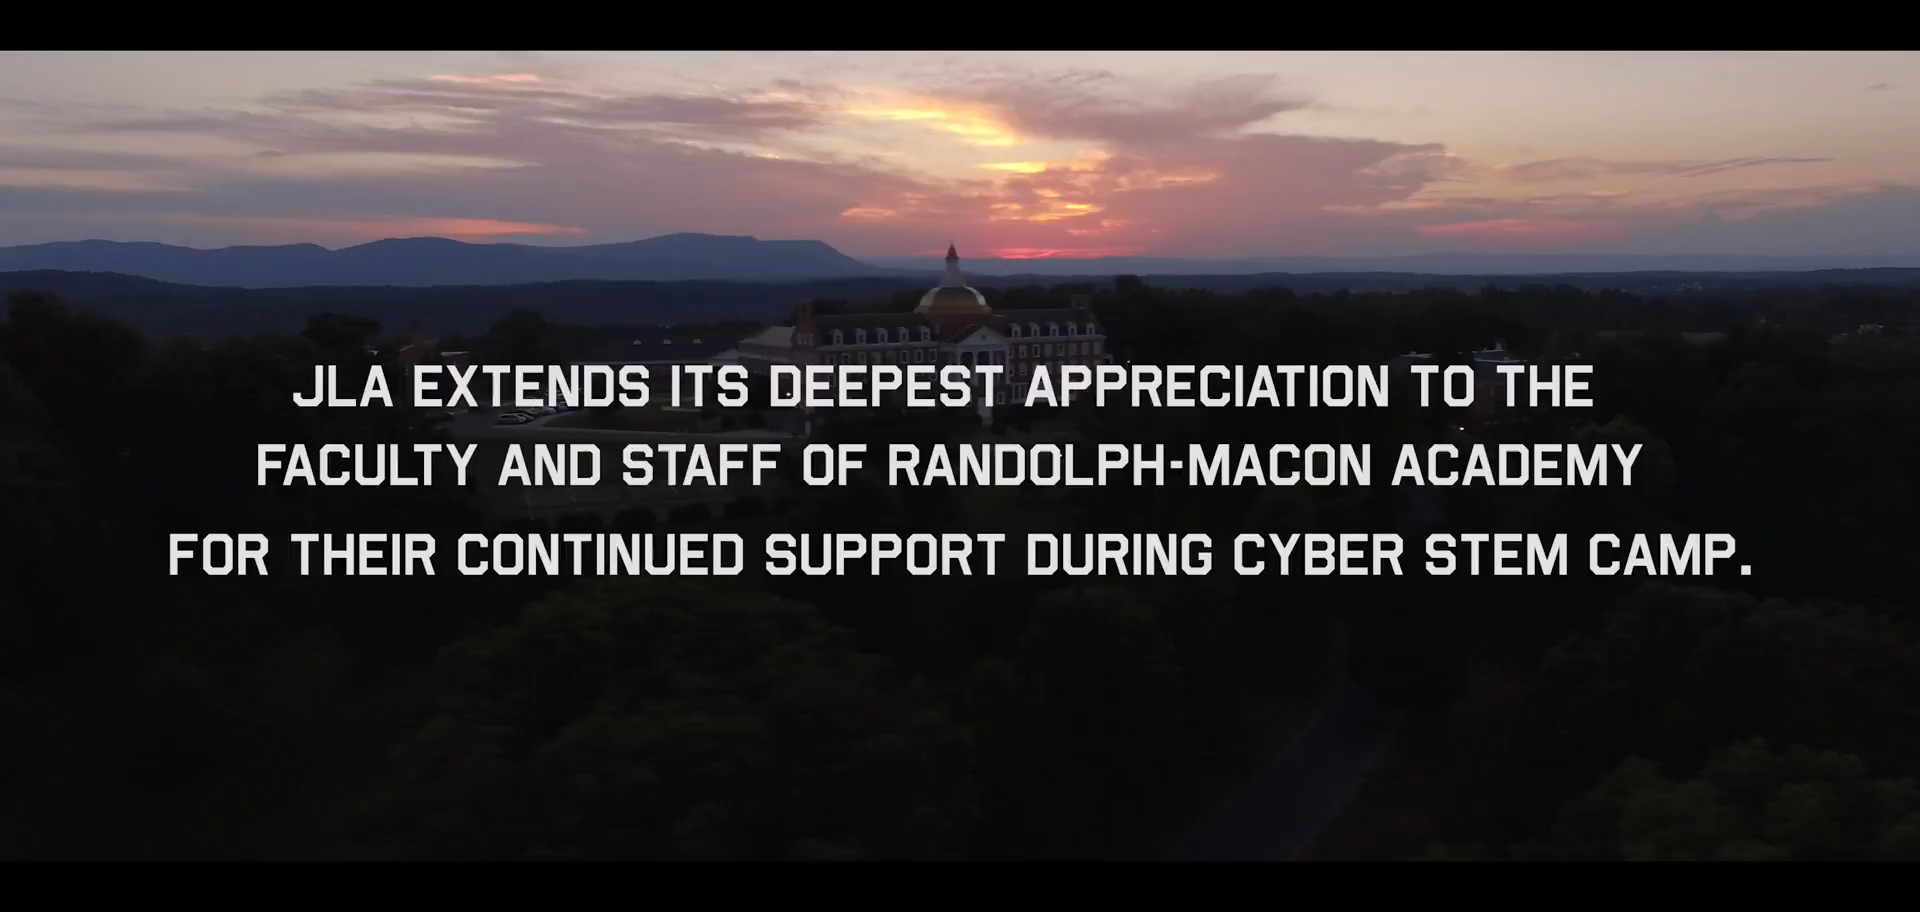 JLA EXTENDS ITS DEEPEST APPRECIATION TO THE
FACULTY AND STAFF OF RANDOLPH-MACON ACADEMY
FOR THEIR CONTINUED SUPPORT DURING CYBER STEM CAMP.